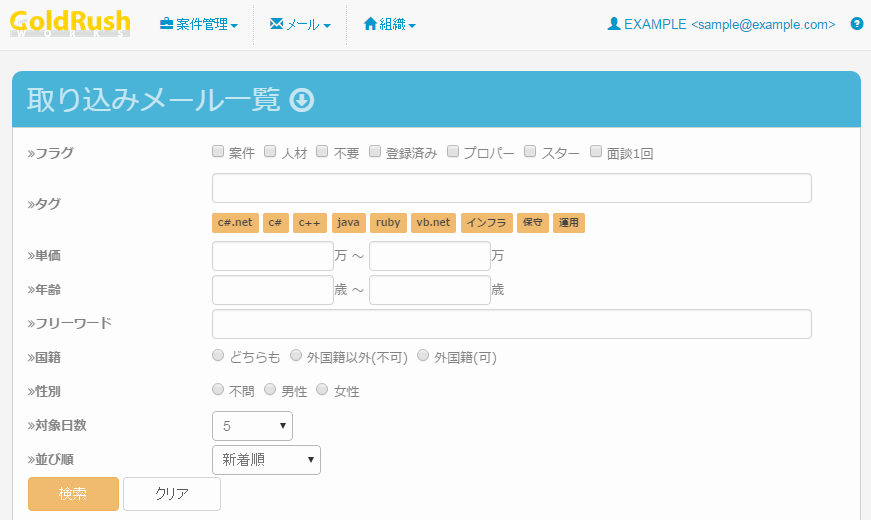 GoldRush
WORKS
案件管理 メール 組織 EXAMPLE <sample@example.com>
取り込みメール一覧
»フラグ 案件 人材 不要 登録済み プロパー スター 面談1回
»タグ
c#.net c# c++ java ruby vb.net インフラ 保守 運用
»単価 万 ～ 万
»年齢 歳 ～ 歳
»フリーワード
»国籍 どちらも 外国籍以外(不可) 外国籍(可)
»性別 不問 男性 女性
»対象日数 5
»並び順 新着順
検索 クリア